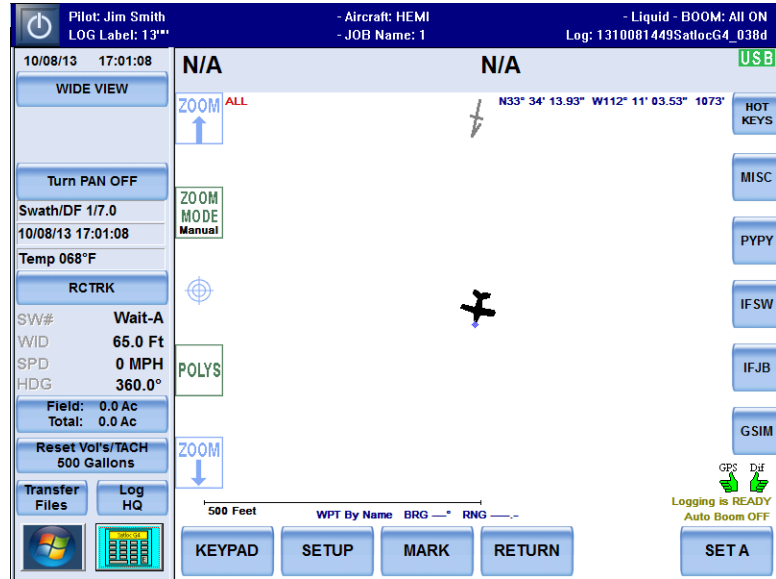 Pilot: Jim Smith
LOG Label: 13""
- Aircraft: HEMI
- JOB Name: 1
- Liquid - BOOM: All ON
Log: 1310081449SatlocG4_038d
10/08/13 17:01:08
WIDE VIEW
Turn PAN OFF
Swath/DF 1/7.0
10/08/13 17:01:08
Temp 068°F
RCTRK
SW# Wait-A
WID 65.0 Ft
SPD 0 MPH
HDG 360.0°
Field: 0.0 Ac
Total: 0.0 Ac
Reset Vol's/TACH
500 Gallons
Transfer
Files
Log
HQ
Satloc G4
N/A
N/A
USB
ZOOM
ALL
N33° 34' 13.93" W112° 11' 03.53" 1073'
ZOOM
MODE
Manual
POLYS
ZOOM
500 Feet
WPT By Name BRG —° RNG ——.-
HOT
KEYS
MISC
PYPY
IFSW
IFJB
GSIM
GPS Dif
Logging is READY
Auto Boom OFF
KEYPAD
SETUP
MARK
RETURN
SET A